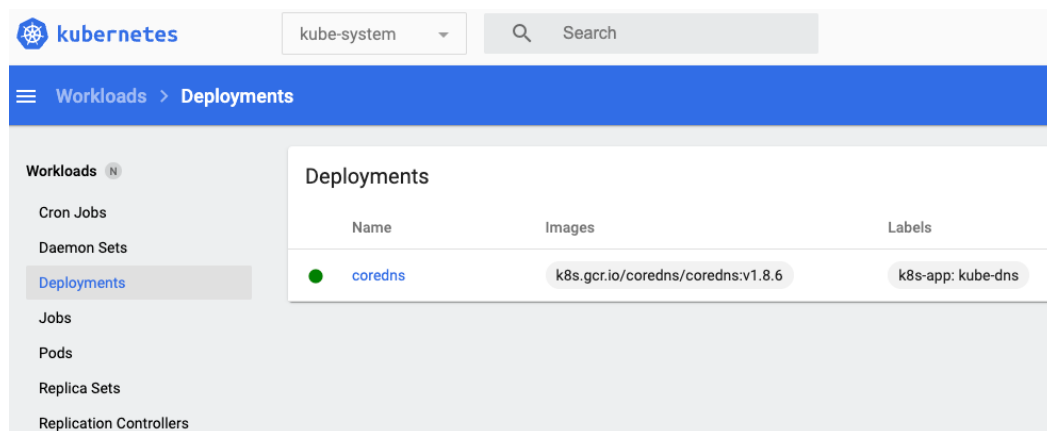 kubernetes
kube-system
Search
Workloads > Deployments
Workloads N
Cron Jobs
Daemon Sets
Deployments
Jobs
Pods
Replica Sets
Replication Controllers
Deployments
Name Images Labels
coredns k8s.gcr.io/coredns/coredns:v1.8.6 k8s-app: kube-dns